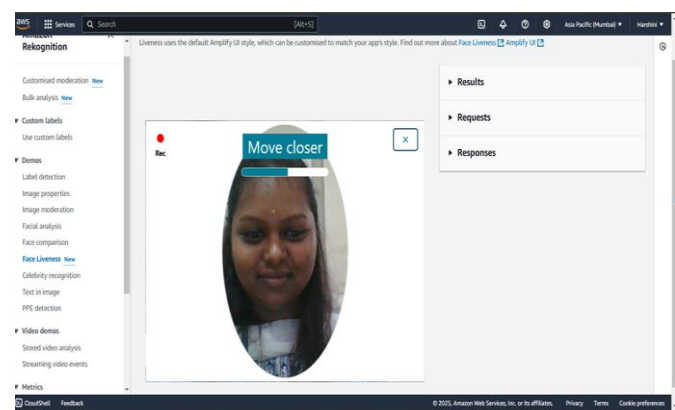 aws
Services
Search
[Alt+S]
Asia Pacific (Mumbai)
Harshini
Rekognition
Customised moderation New
Bulk analysis New
Custom labels
Use custom labels
Demos
Label detection
Image properties
Image moderation
Facial analysis
Face comparison
Face Liveness New
Celebrity recognition
Text in image
PPE detection
Video demos
Stored video analysis
Streaming video events
Metrics
Liveness uses the default Amplify UI style, which can be customised to match your app's style. Find out more about Face Liveness Amplify UI
Rec
Move closer
Results
Requests
Responses
CloudShell Feedback
© 2025, Amazon Web Services, Inc. or its affiliates. Privacy Terms Cookie preferences